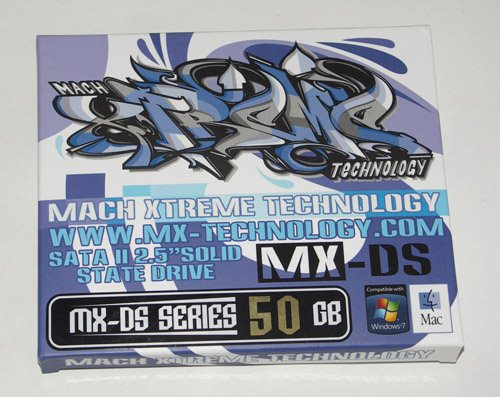 MACH
XTREME
TECHNOLOGY
MACH XTREME TECHNOLOGY
WWW.MX-TECHNOLOGY.COM
SATA II 2.5"SOLID
STATE DRIVE
MX-DS
MX-DS SERIES 50 GB
Compatible with
Windows 7
Mac
MACH XTREME TECHNOLOGY